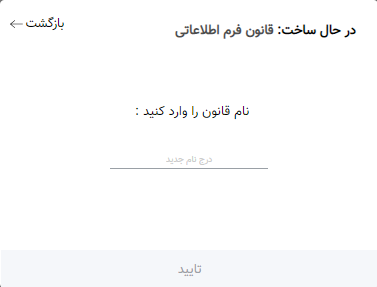 در حال ساخت: قانون فرم اطلاعاتی
بازگشت
نام قانون را وارد کنید :
درج نام جدید
تایید